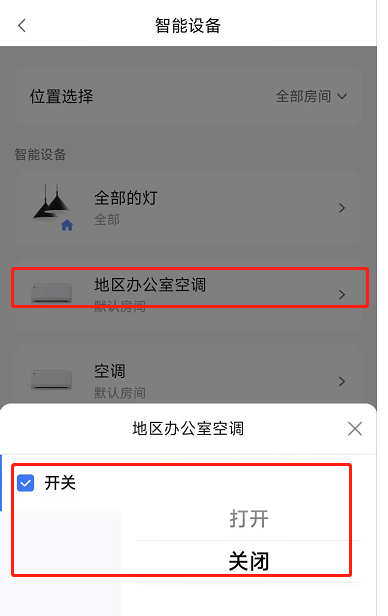 智能设备
位置选择 全部房间
智能设备
全部的灯
全部
地区办公室空调
默认房间
空调
默认房间
地区办公室空调
开关
打开
关闭